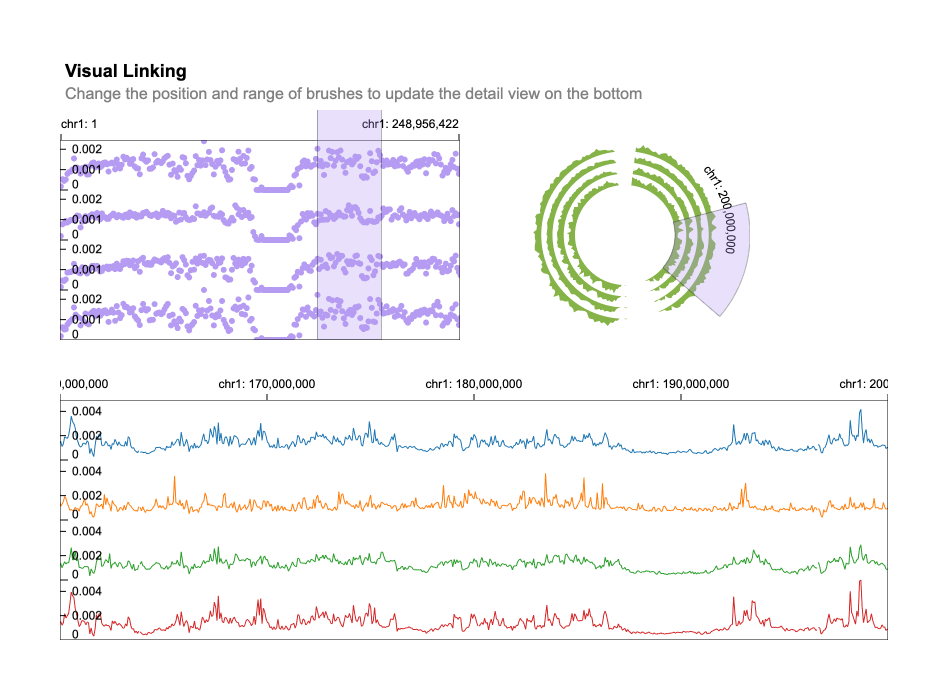 Visual Linking
Change the position and range of brushes to update the detail view on the bottom
chr1: 1
chr1: 248,956,422
0.002
0.001
0
0.002
0.001
0
0.002
0.001
0
0.002
0.001
0
chr1: 200,000,000
0,000,000
chr1: 170,000,000
chr1: 180,000,000
chr1: 190,000,000
chr1: 200
0.004
0.002
0
0.004
0.002
0
0.004
0.002
0
0.004
0.002
0